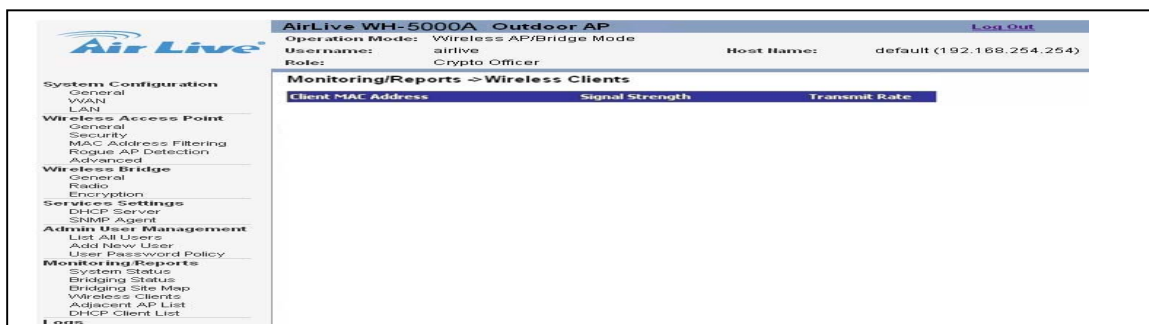 Air Live
AirLive WH-5000A Outdoor AP Log Out
Operation Mode: Wireless AP/Bridge Mode
Username: airlive Host Name: default (192.168.254.254)
Role: Crypto Officer
System Configuration
General
WAN
LAN
Wireless Access Point
General
Security
MAC Address Filtering
Rogue AP Detection
Advanced
Wireless Bridge
General
Radio
Encryption
Services Settings
DHCP Server
SNMP Agent
Admin User Management
List All Users
Add New User
User Password Policy
Monitoring/Reports
System Status
Bridging Status
Bridging Site Map
Wireless Clients
Adjacent AP List
DHCP Client List
Logs
Monitoring/Reports ->Wireless Clients
Client MAC Address Signal Strength Transmit Rate